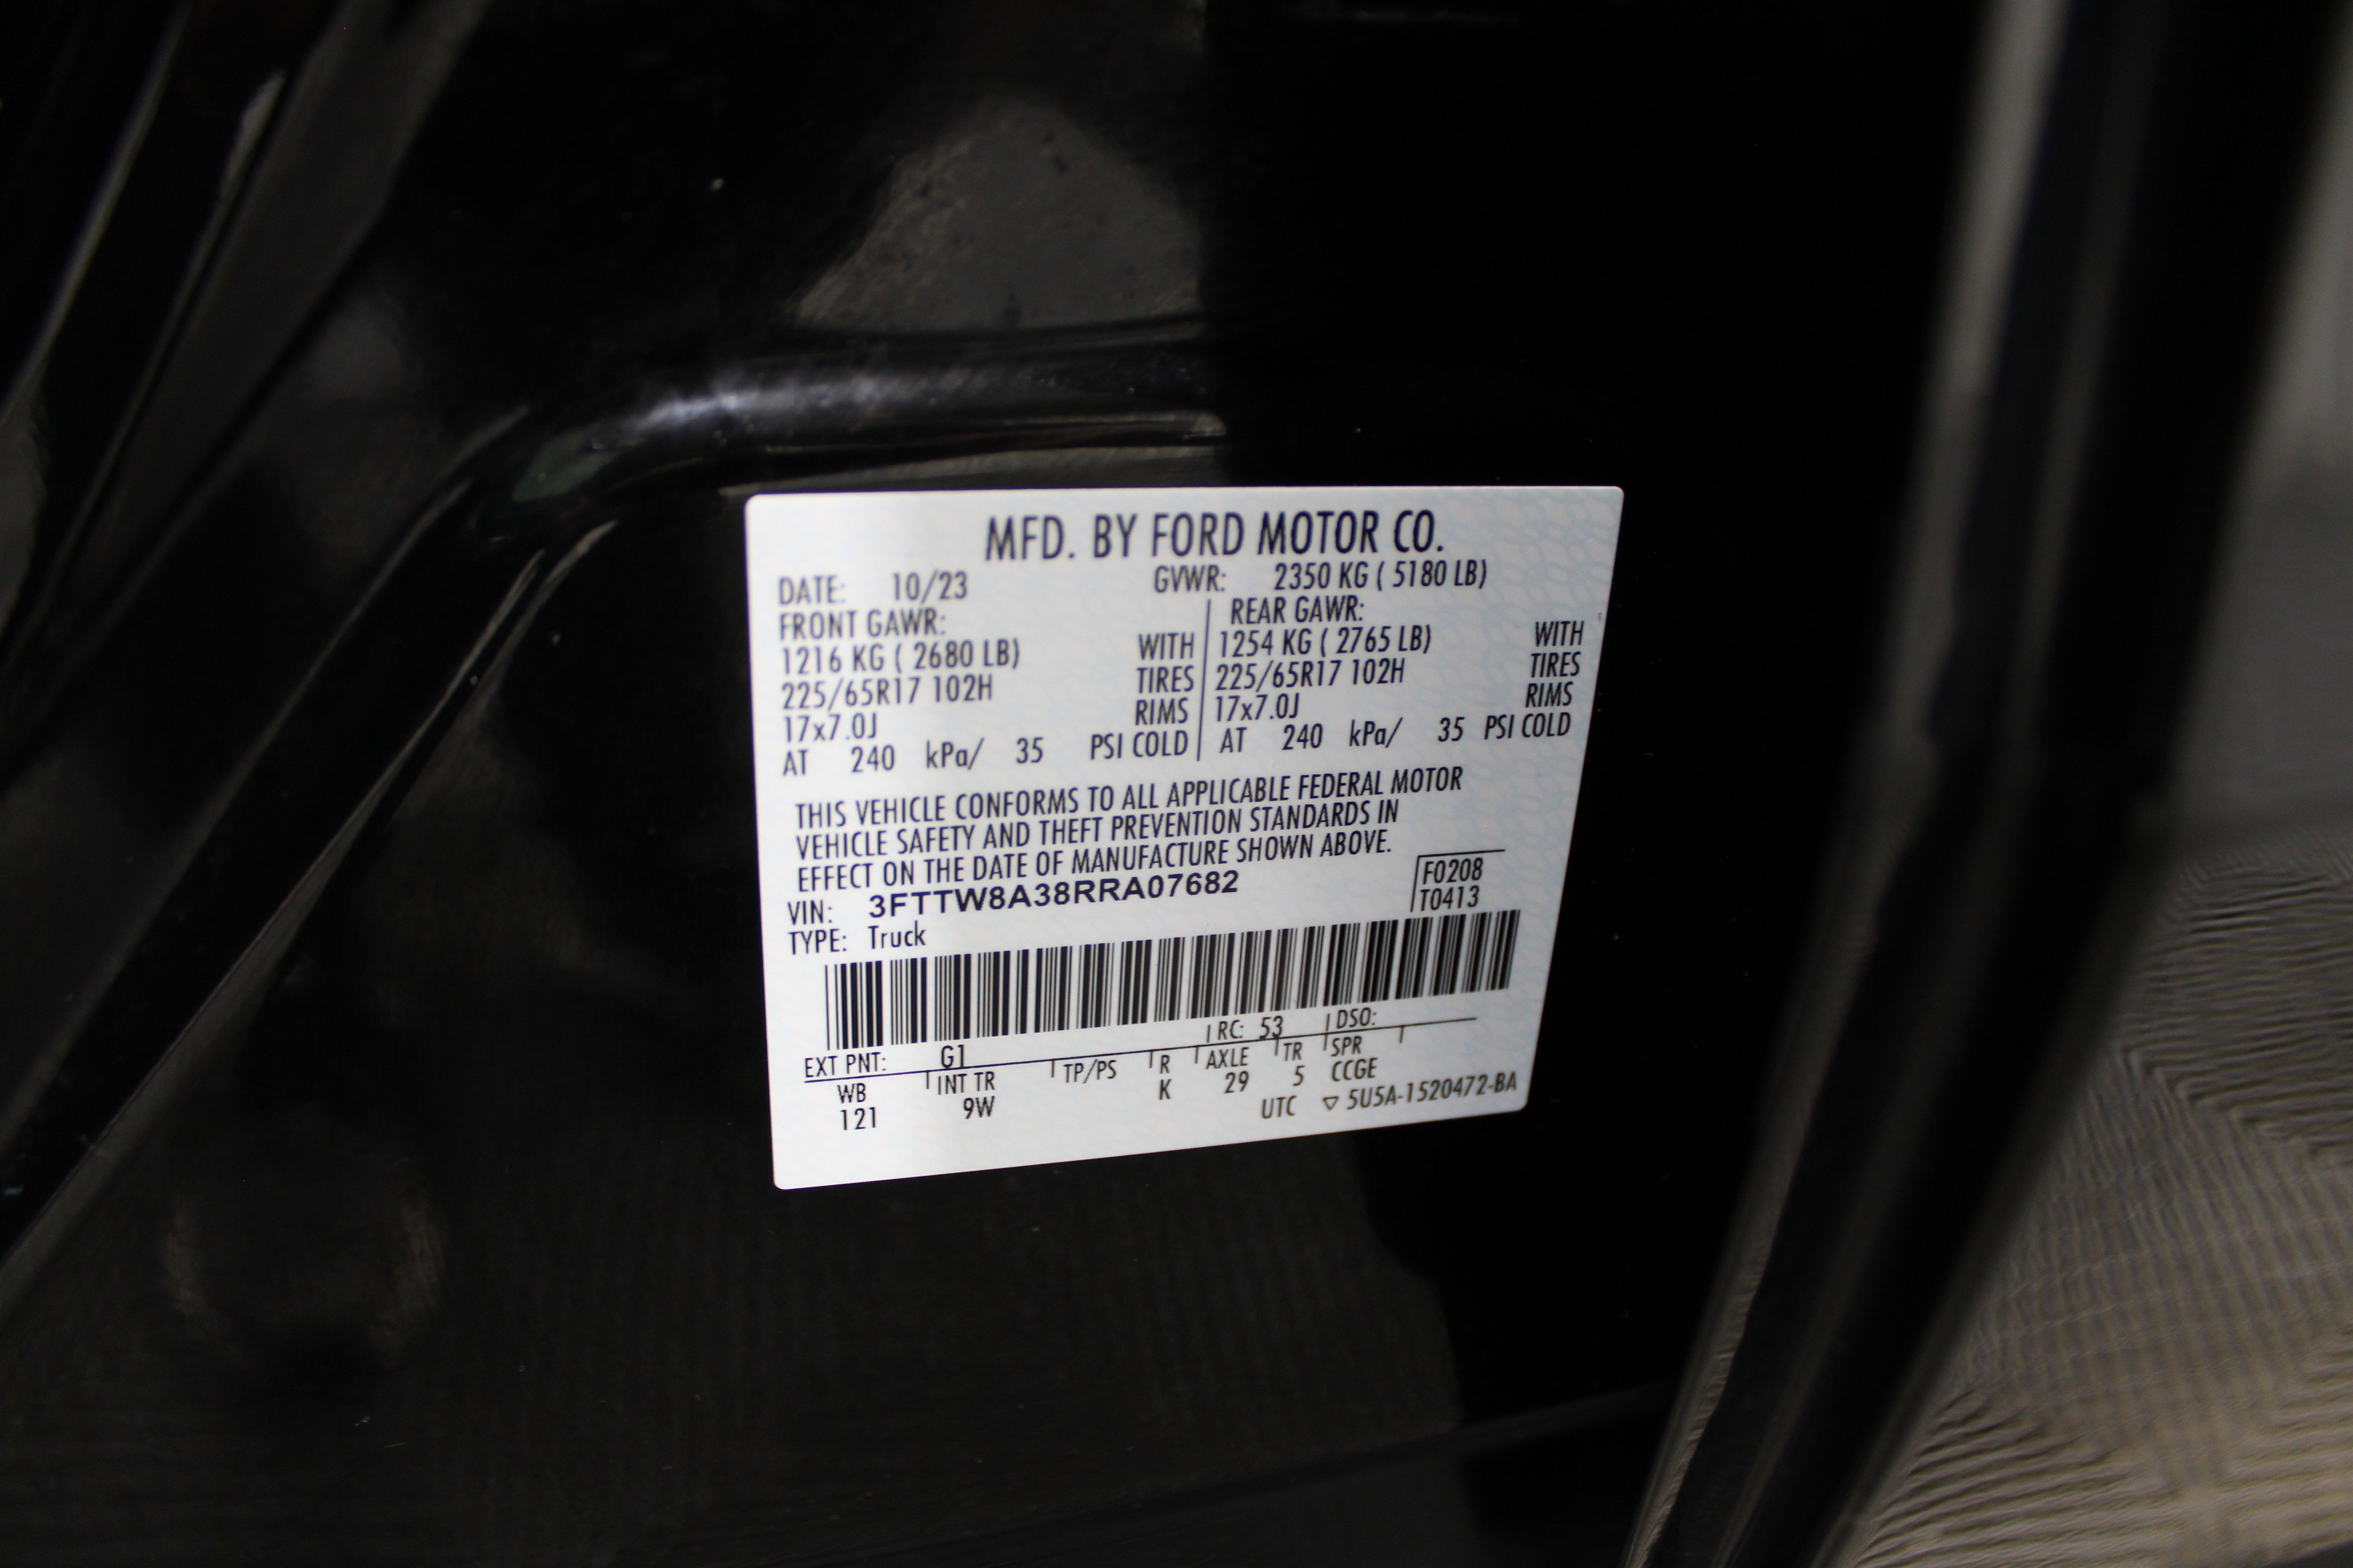 MFD. BY FORD MOTOR CO.
DATE: 10/23 GVWR: 2350 KG ( 5180 LB)
FRONT GAWR: REAR GAWR:
1216 KG ( 2680 LB) WITH 1254 KG ( 2765 LB) WITH
225/65R17 102H TIRES 225/65R17 102H TIRES
17x7.0J RIMS 17x7.0J RIMS
AT 240 kPa/ 35 PSI COLD AT 240 kPa/ 35 PSI COLD
THIS VEHICLE CONFORMS TO ALL APPLICABLE FEDERAL MOTOR
VEHICLE SAFETY AND THEFT PREVENTION STANDARDS IN
EFFECT ON THE DATE OF MANUFACTURE SHOWN ABOVE.
VIN: 3FTTW8A38RRA07682 F0208
TYPE: Truck T0413
EXT PNT: G1 RC: 53 DSO:
WB INT TR TP/PS R AXLE TR SPR
121 9W K 29 5 CCGE
UTC ▽ 5U5A-1520472-BA